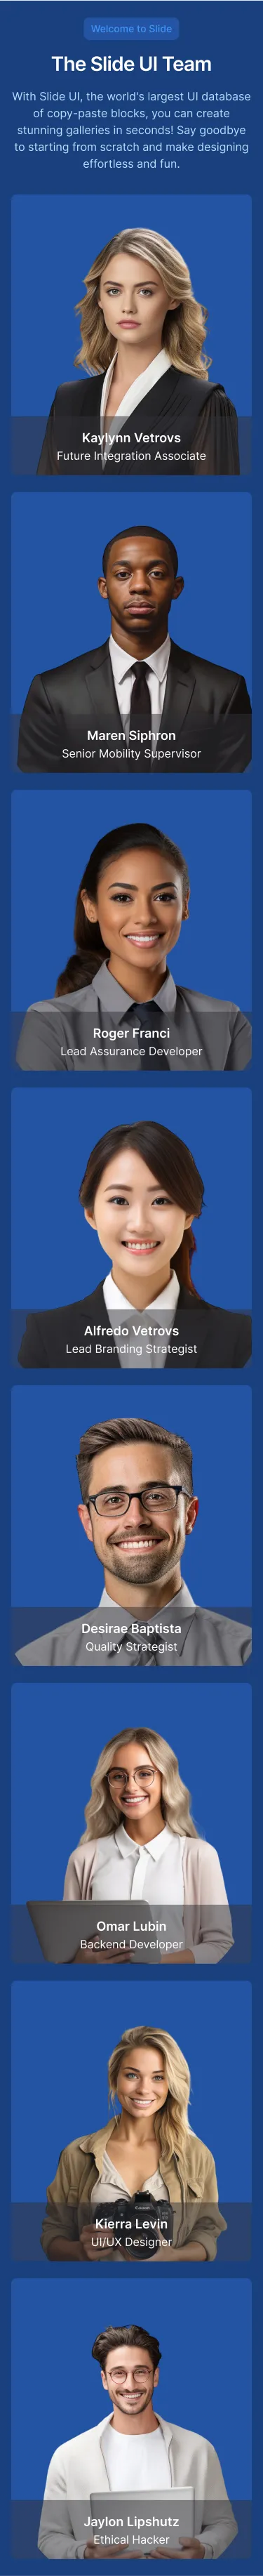 Welcome to Slide
The Slide UI Team
With Slide UI, the world's largest UI database
of copy-paste blocks, you can create
stunning galleries in seconds! Say goodbye
to starting from scratch and make designing
effortless and fun.
Kaylynn Vetrovs
Future Integration Associate
Maren Siphron
Senior Mobility Supervisor
Roger Franci
Lead Assurance Developer
Alfredo Vetrovs
Lead Branding Strategist
Desirae Baptista
Quality Strategist
Omar Lubin
Backend Developer
Kierra Levin
UI/UX Designer
Jaylon Lipshutz
Ethical Hacker